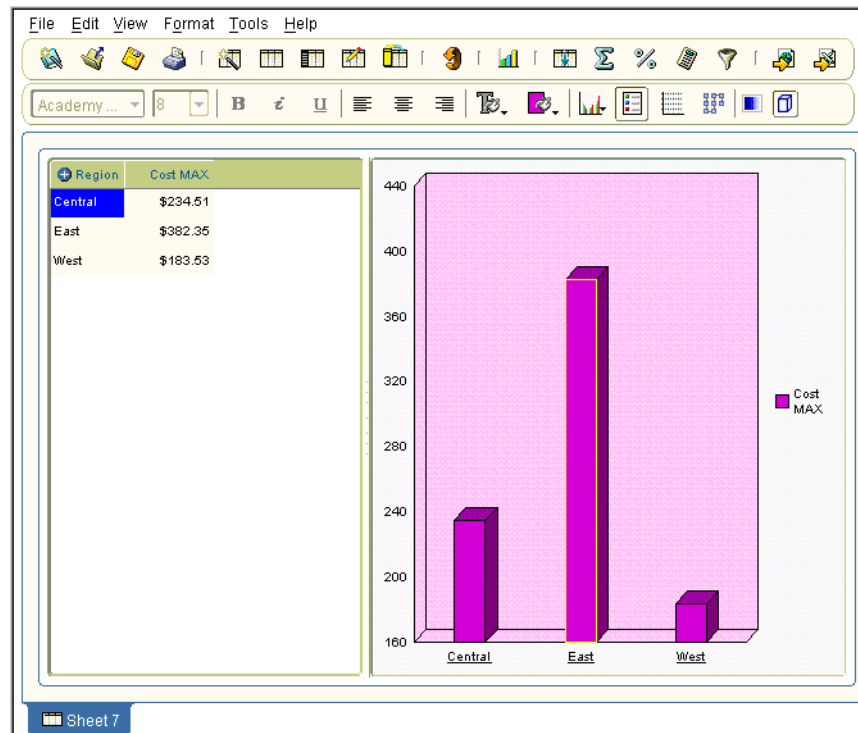 File Edit View Format Tools Help
Academy ... 8 B i U
Region Cost MAX
Central $234.51
East $382.35
West $183.53
440
400
360
320
280
240
200
160
Central East West
Cost
MAX
Sheet 7